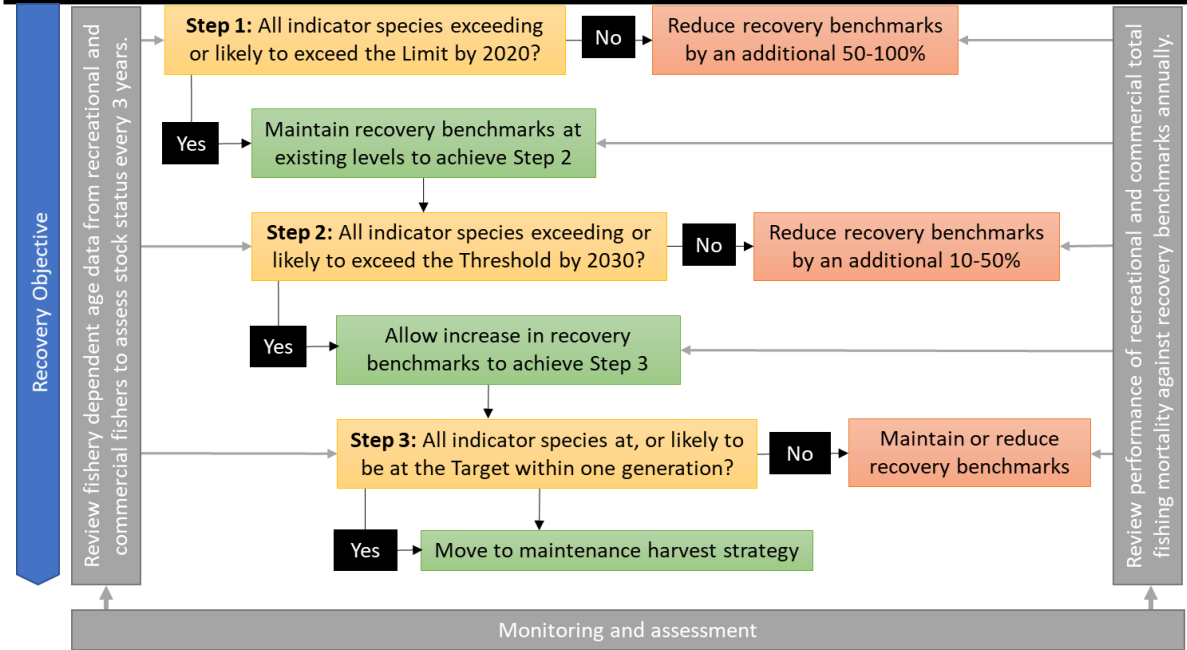 Recovery Objective
Review fishery dependent age data from recreational and
commercial fishers to assess stock status every 3 years.
Step 1: All indicator species exceeding
or likely to exceed the Limit by 2020?
No
Reduce recovery benchmarks
by an additional 50-100%
Yes
Maintain recovery benchmarks at
existing levels to achieve Step 2
Step 2: All indicator species exceeding or
likely to exceed the Threshold by 2030?
No
Reduce recovery benchmarks
by an additional 10-50%
Yes
Allow increase in recovery
benchmarks to achieve Step 3
Step 3: All indicator species at, or likely to
be at the Target within one generation?
No
Maintain or reduce
recovery benchmarks
Yes
Move to maintenance harvest strategy
Review performance of recreational and commercial total
fishing mortality against recovery benchmarks annually.
Monitoring and assessment